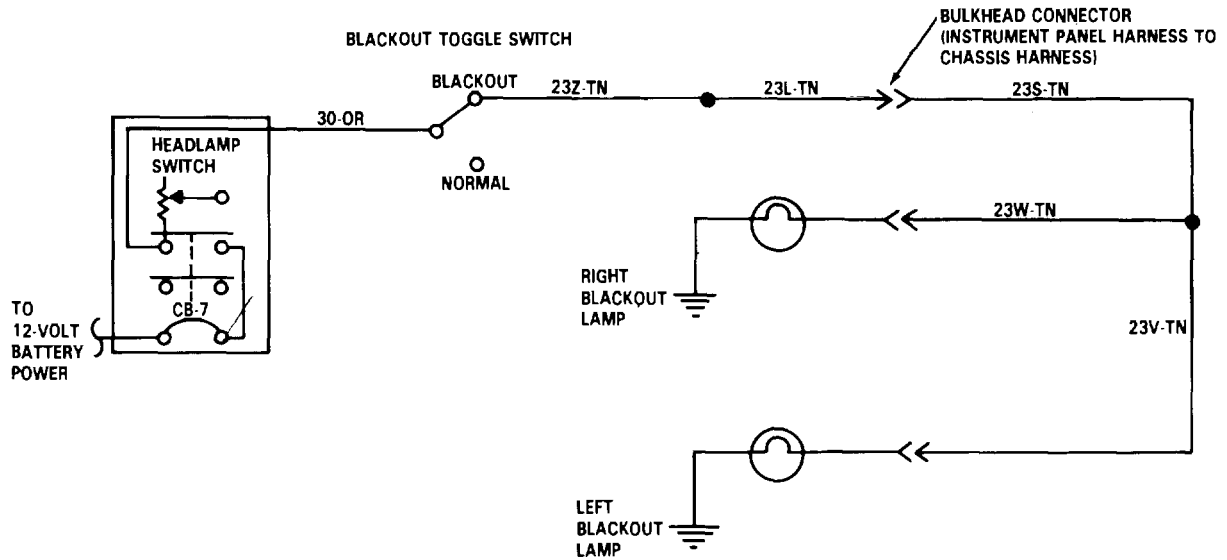 BULKHEAD CONNECTOR
(INSTRUMENT PANEL HARNESS TO
CHASSIS HARNESS)
BLACKOUT TOGGLE SWITCH
BLACKOUT
23Z-TN
23L-TN
23S-TN
30-OR
HEADLAMP
SWITCH
NORMAL
23W-TN
CB-7
TO
12-VOLT
BATTERY
POWER
RIGHT
BLACKOUT
LAMP
23V-TN
LEFT
BLACKOUT
LAMP